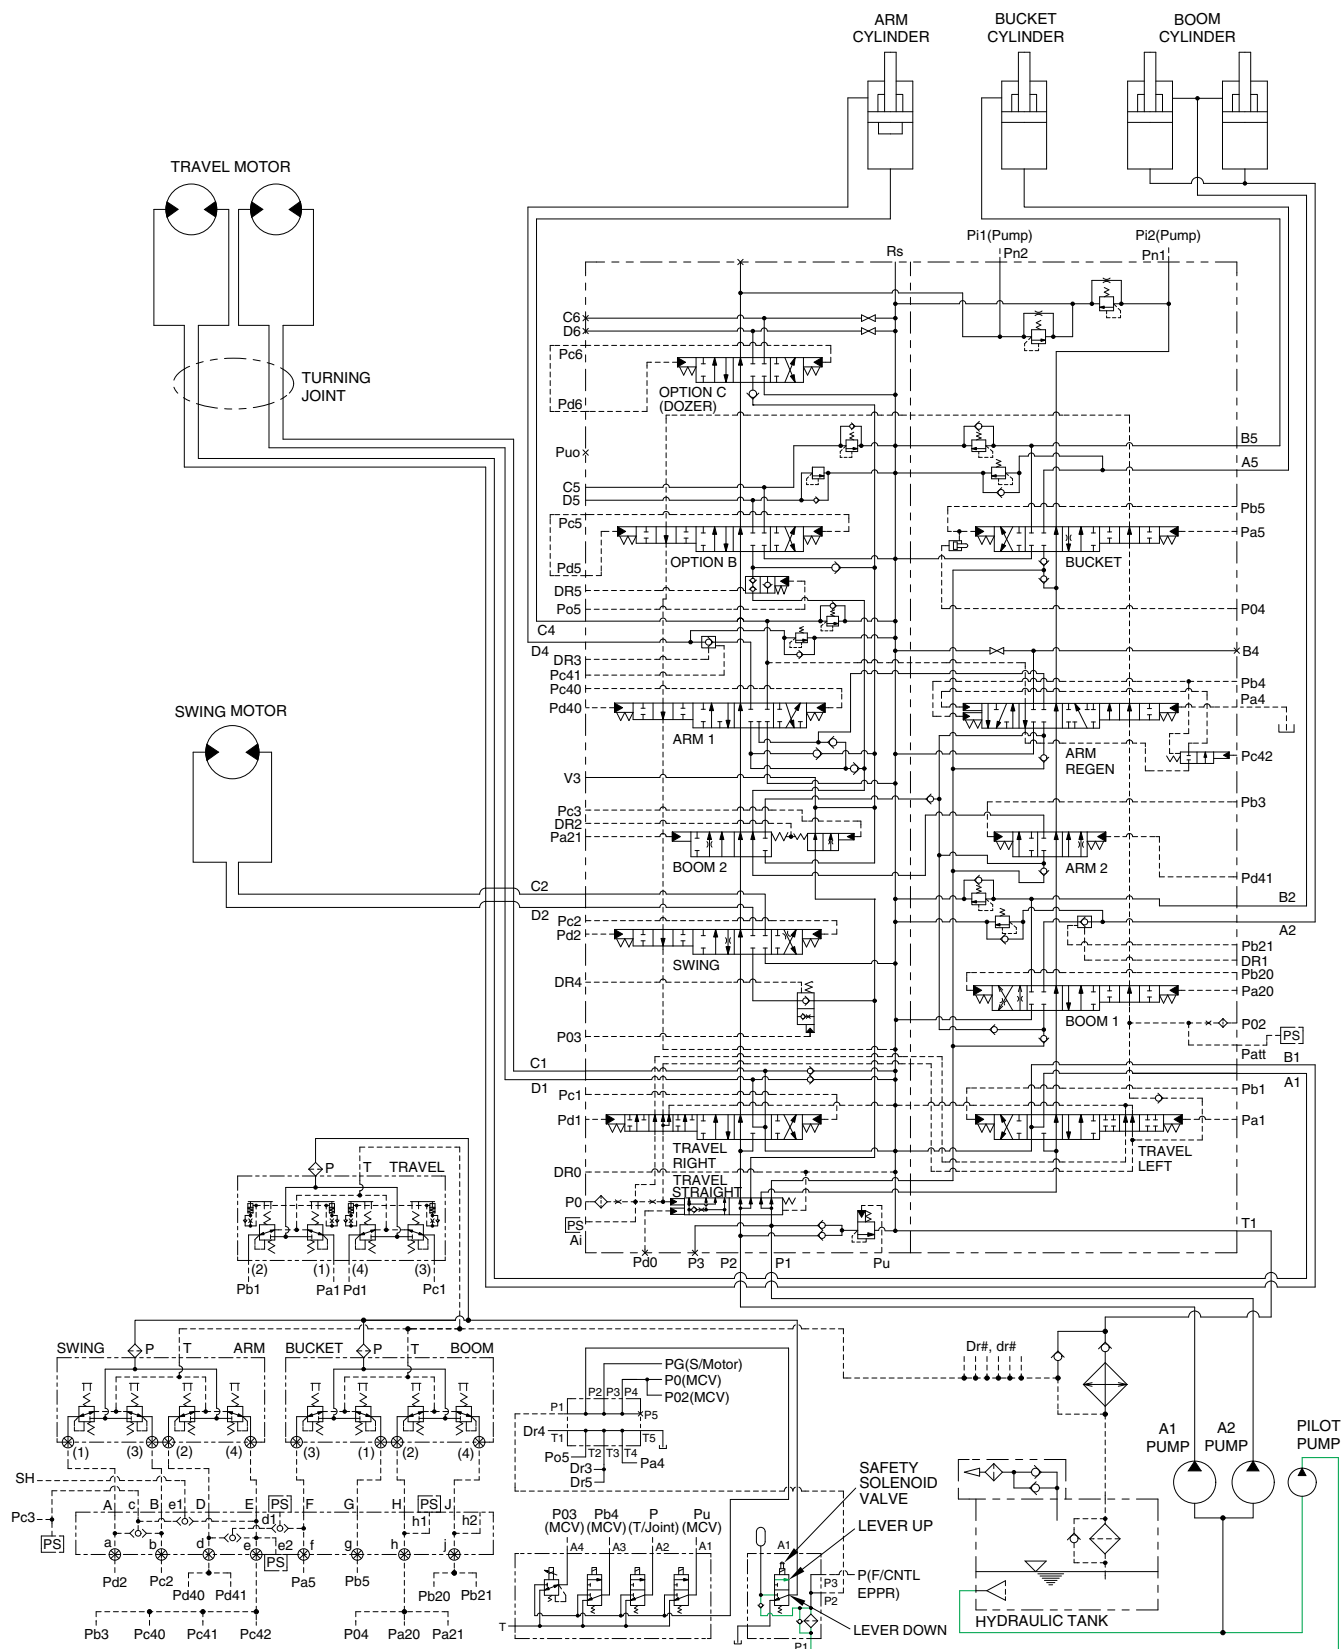 ARM
CYLINDER
BUCKET
CYLINDER
BOOM
CYLINDER
TRAVEL MOTOR
TURNING
JOINT
SWING MOTOR
Pi1(Pump)
Pn2
Pi2(Pump)
Pn1
Rs
C6
D6
Pc6
Pd6
OPTION C
(DOZER)
Puo
C5
D5
Pc5
Pd5
OPTION B
DR5
Po5
C4
D4
DR3
Pc41
Pc40
Pd40
ARM 1
V3
Pc3
DR2
Pa21
BOOM 2
C2
D2
Pc2
Pd2
SWING
DR4
P03
C1
D1
Pc1
Pd1
TRAVEL
RIGHT
DR0
TRAVEL
STRAIGHT
P0
PS
Ai
Pd0
P3
P2
P1
Pu
B5
A5
Pb5
Pa5
BUCKET
P04
B4
Pb4
Pa4
ARM
REGEN
Pc42
Pb3
ARM 2
Pd41
B2
A2
Pb21
DR1
Pb20
Pa20
BOOM 1
P02
PS
Patt
B1
A1
Pb1
Pa1
TRAVEL
LEFT
T1
P T TRAVEL
(2) (1) (4) (3)
Pb1 Pa1 Pd1 Pc1
SWING P T ARM
(1) (3) (2) (4)
BUCKET P T BOOM
(3) (1) (2) (4)
SH
Pc3
PS
A c B e1 D E PS d1 F G H PS h1 J h2
a b d e e2 f g h j
PS
Pd2 Pc2 Pd40 Pd41 Pa5 Pb5 Pb20 Pb21
Pb3 Pc40 Pc41 Pc42 P04 Pa20 Pa21
PG(S/Motor)
P0(MCV)
P02(MCV)
P1 P2 P3 P4 P5
Dr4
T1 T2 T3 T4 T5
Po5
Dr3
Dr5
Pa4
P03
(MCV)
Pb4
(MCV)
P
(T/Joint)
Pu
(MCV)
A4 A3 A2 A1
T
A1
P3
P2
P1
P(F/CNTL
EPPR)
SAFETY
SOLENOID
VALVE
LEVER UP
LEVER DOWN
Dr#, dr#
A1
PUMP
A2
PUMP
PILOT
PUMP
HYDRAULIC TANK